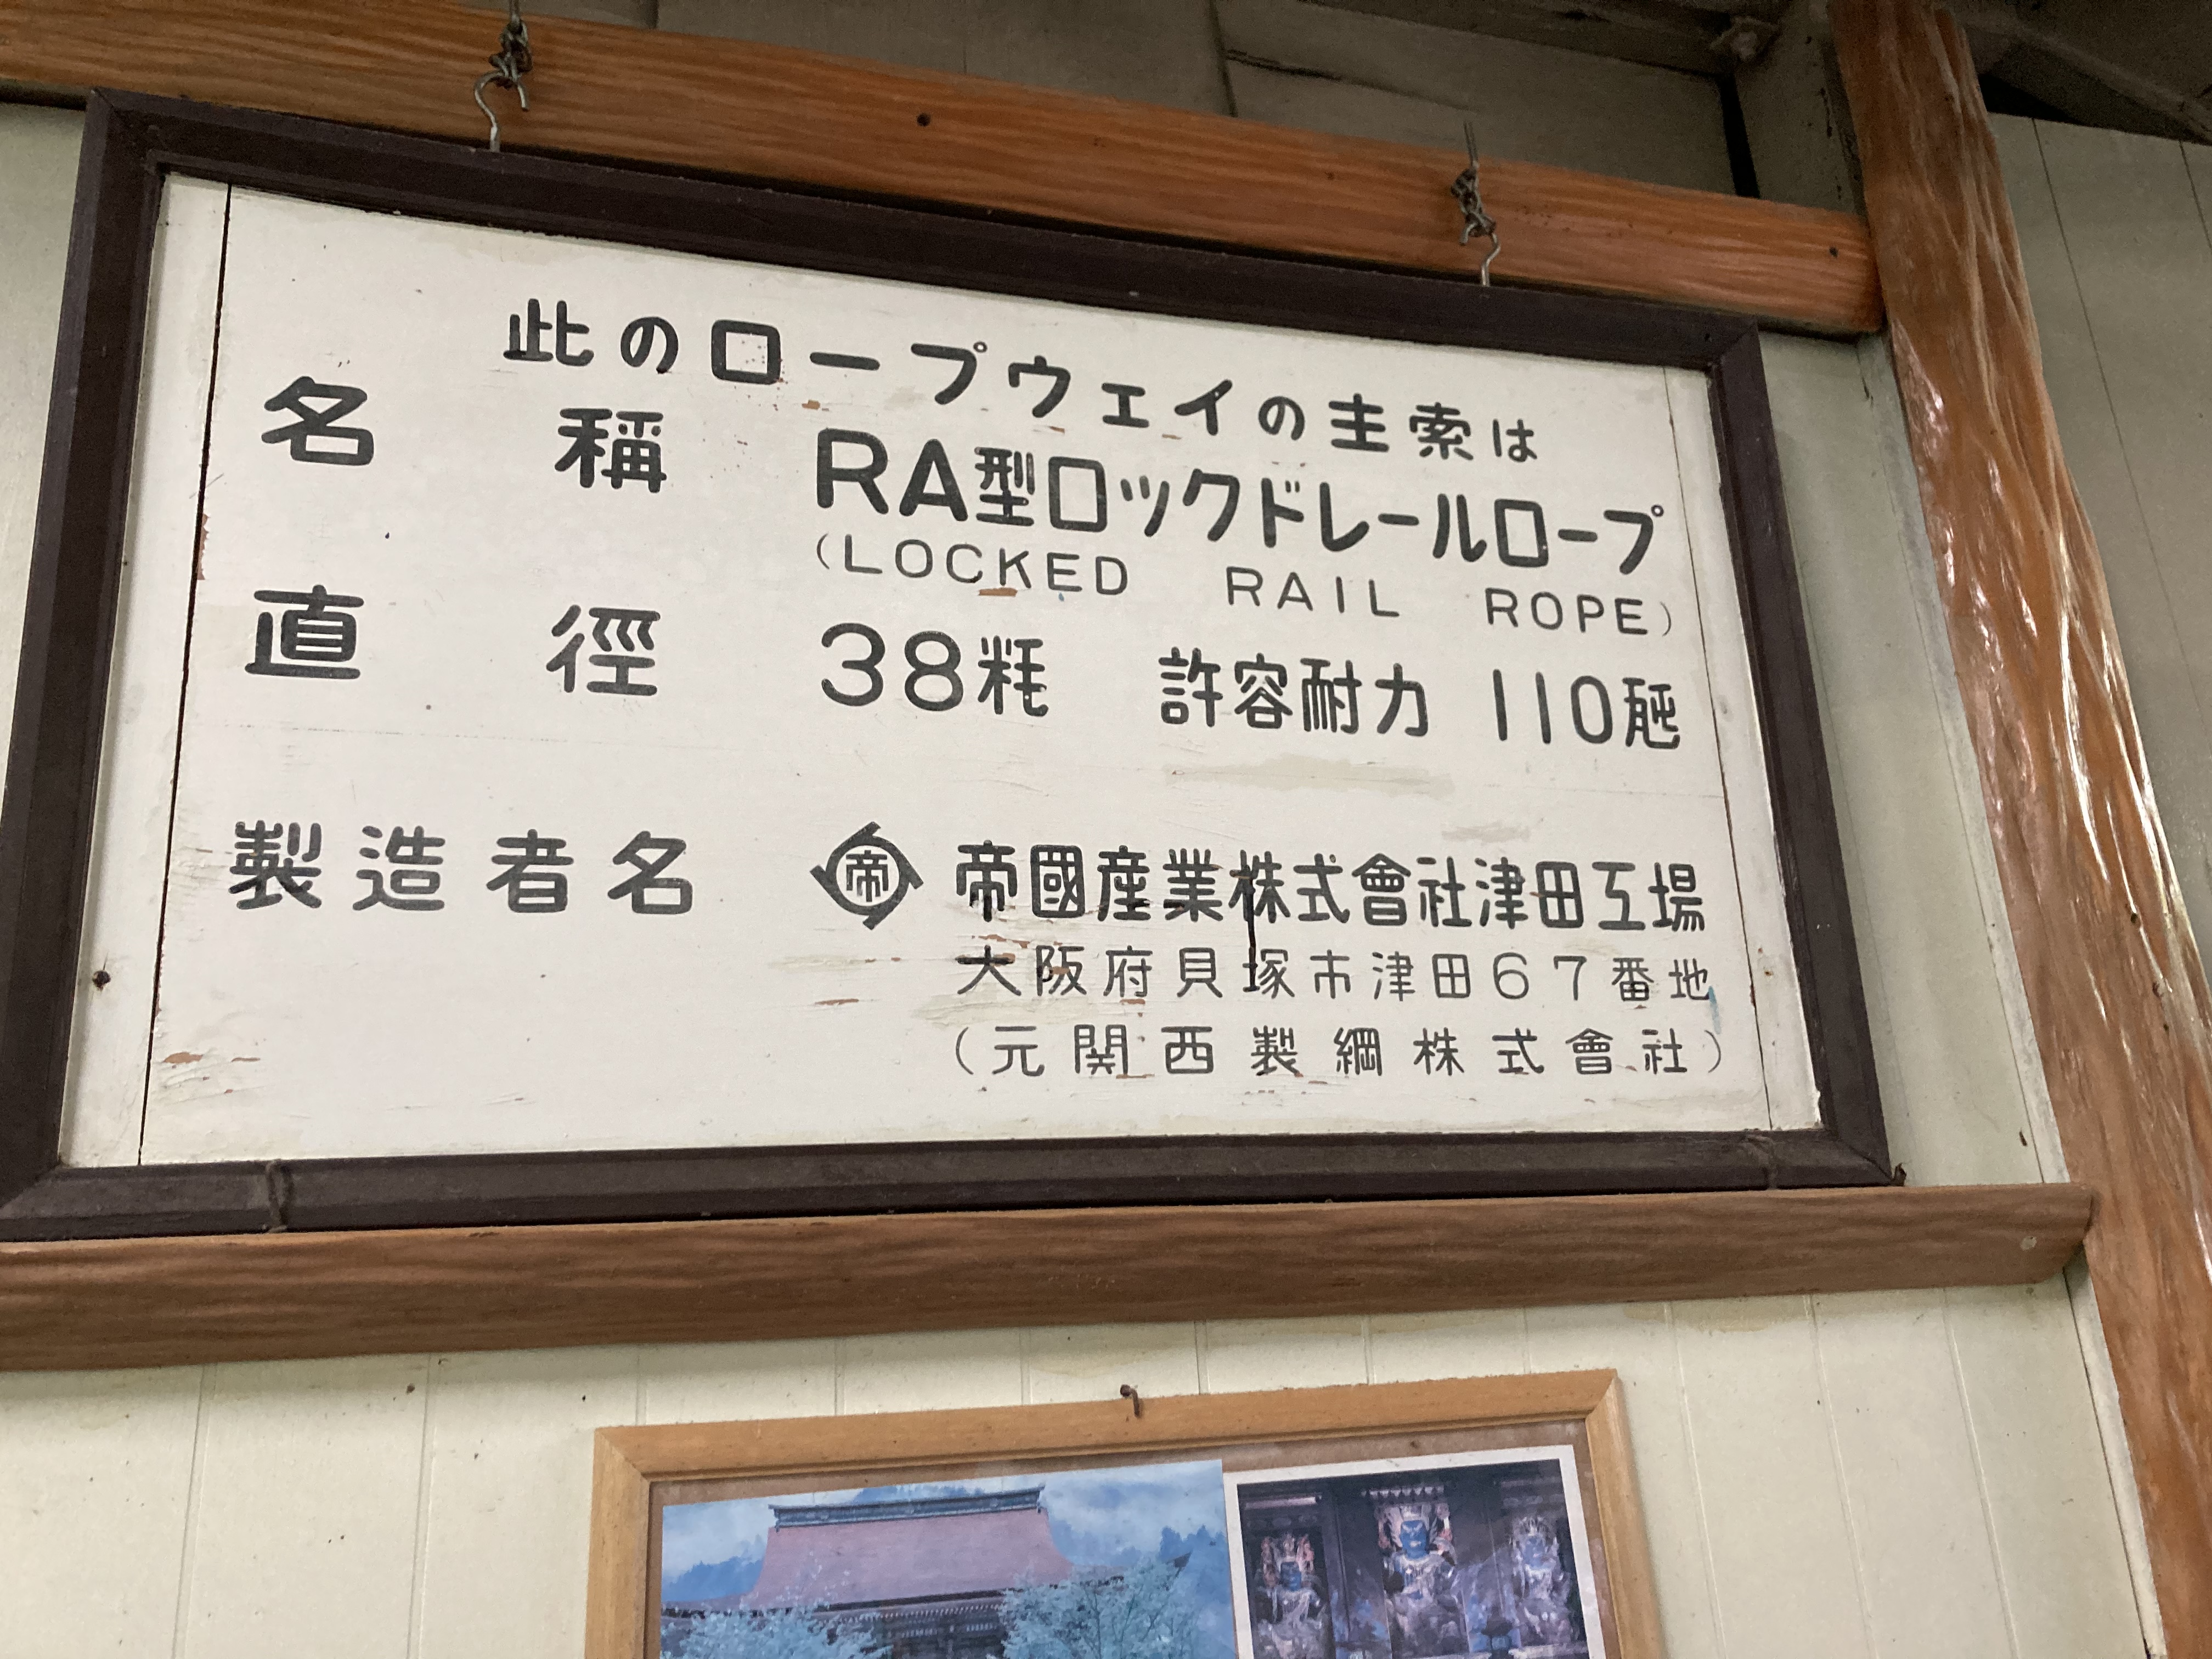 此のロープウェイの主索は
名稱 RA型ロックドレールロープ
(LOCKED RAIL ROPE)
直徑 38粍 許容耐力 110瓲
製造者名 帝 帝國産業株式會社津田工場
大阪府貝塚市津田67番地
(元関西製綱株式會社)